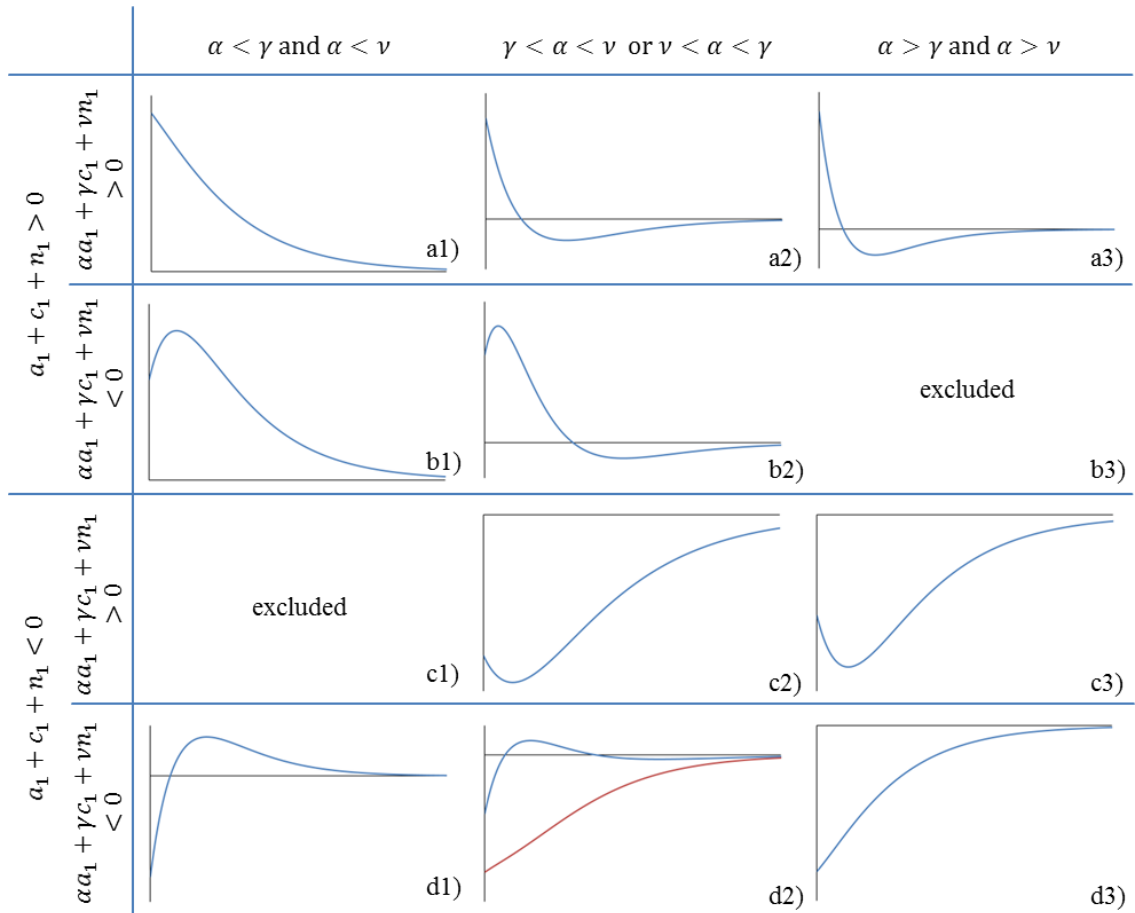 α < γ and α < ν
γ < α < ν or ν < α < γ
α > γ and α > ν
a₁ + c₁ + n₁ > 0
αa₁ + γc₁ + νn₁
> 0
a1)
a2)
a3)
αa₁ + γc₁ + νn₁
< 0
b1)
b2)
excluded
b3)
a₁ + c₁ + n₁ < 0
αa₁ + γc₁ + νn₁
> 0
excluded
c1)
c2)
c3)
αa₁ + γc₁ + νn₁
< 0
d1)
d2)
d3)